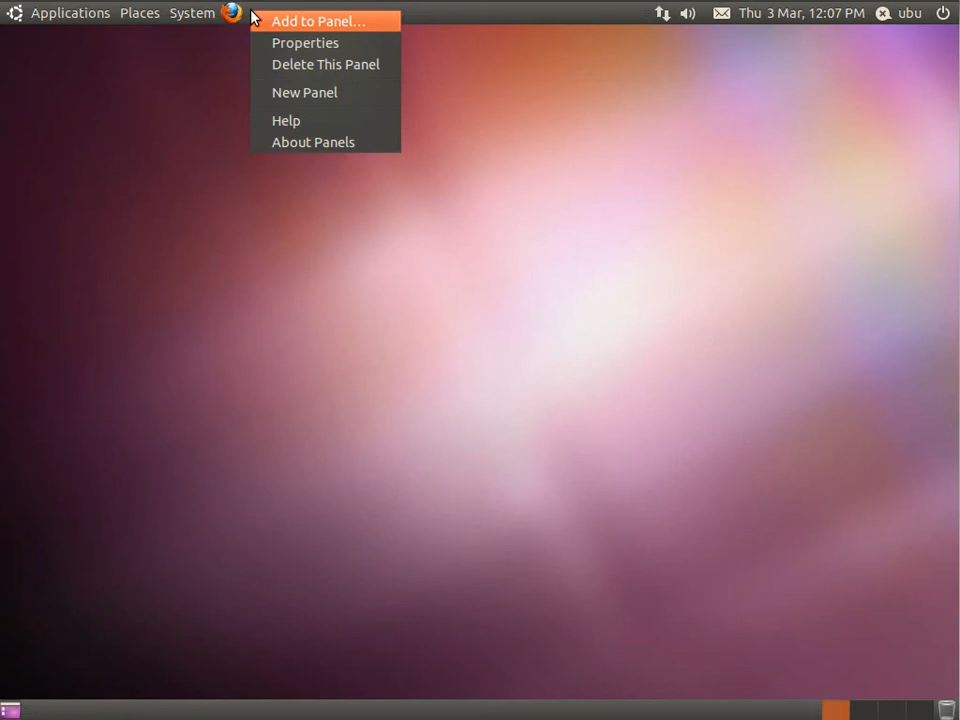 Applications Places System Thu 3 Mar, 12:07 PM ubu
Add to Panel...
Properties
Delete This Panel
New Panel
Help
About Panels